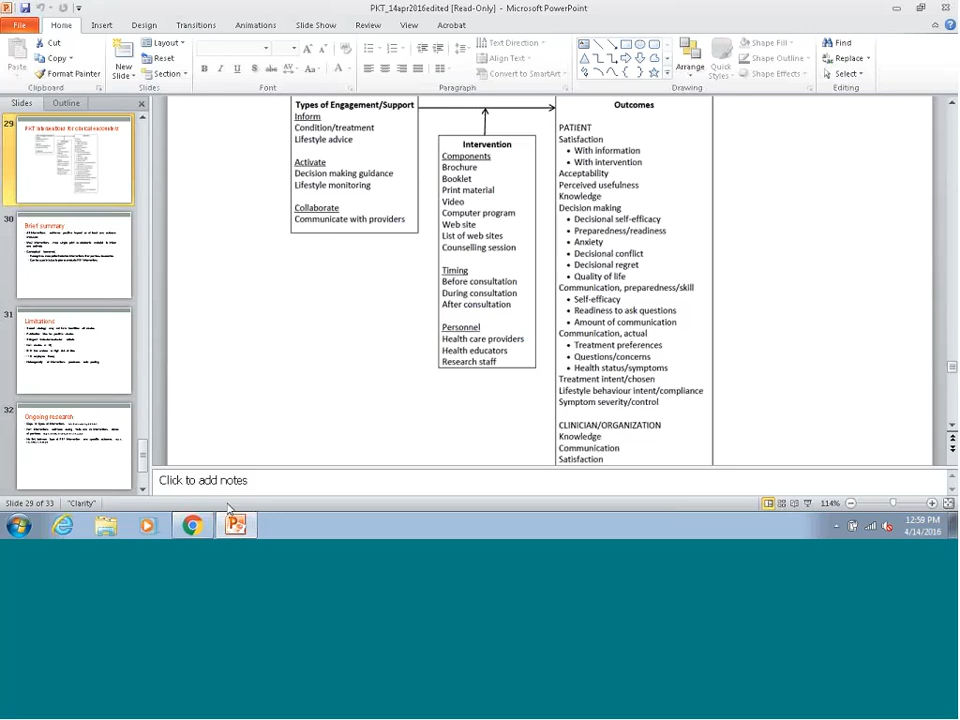 PKT_14apr2016edited [Read-Only] - Microsoft PowerPoint
File Home Insert Design Transitions Animations Slide Show Review View Acrobat
Paste
Cut
Copy
Format Painter
Clipboard
New Slide
Layout
Reset
Section
Slides
Font
Text Direction
Align Text
Convert to SmartArt
Paragraph
Arrange
Quick Styles
Shape Fill
Shape Outline
Shape Effects
Drawing
Find
Replace
Select
Editing
Slides Outline
29
30
Brief summary
31
Limitations
32
Ongoing research
Types of Engagement/Support
Inform
Condition/treatment
Lifestyle advice
Activate
Decision making guidance
Lifestyle monitoring
Collaborate
Communicate with providers
Intervention
Components
Brochure
Booklet
Print material
Video
Computer program
Web site
List of web sites
Counselling session
Timing
Before consultation
During consultation
After consultation
Personnel
Health care providers
Health educators
Research staff
Outcomes
PATIENT
Satisfaction
• With information
• With intervention
Acceptability
Perceived usefulness
Knowledge
Decision making
• Decisional self-efficacy
• Preparedness/readiness
• Anxiety
• Decisional conflict
• Decisional regret
• Quality of life
Communication, preparedness/skill
• Self-efficacy
• Readiness to ask questions
• Amount of communication
Communication, actual
• Treatment preferences
• Questions/concerns
• Health status/symptoms
Treatment intent/chosen
Lifestyle behaviour intent/compliance
Symptom severity/control
CLINICIAN/ORGANIZATION
Knowledge
Communication
Satisfaction
Click to add notes
Slide 29 of 33 "Clarity" 114%
12:59 PM
4/14/2016